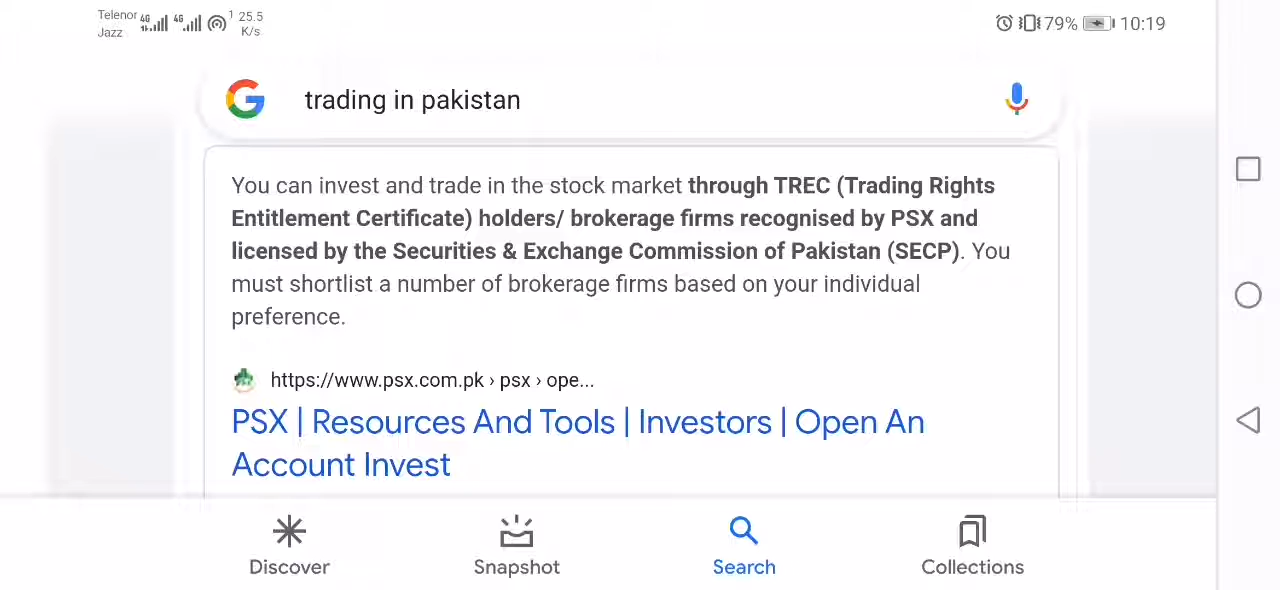 Telenor 4G 4G 1 25.5
Jazz K/s
79% 10:19
trading in pakistan
You can invest and trade in the stock market through TREC (Trading Rights
Entitlement Certificate) holders/ brokerage firms recognised by PSX and
licensed by the Securities & Exchange Commission of Pakistan (SECP). You
must shortlist a number of brokerage firms based on your individual
preference.
https://www.psx.com.pk › psx › ope...
PSX | Resources And Tools | Investors | Open An
Account Invest
Discover Snapshot Search Collections